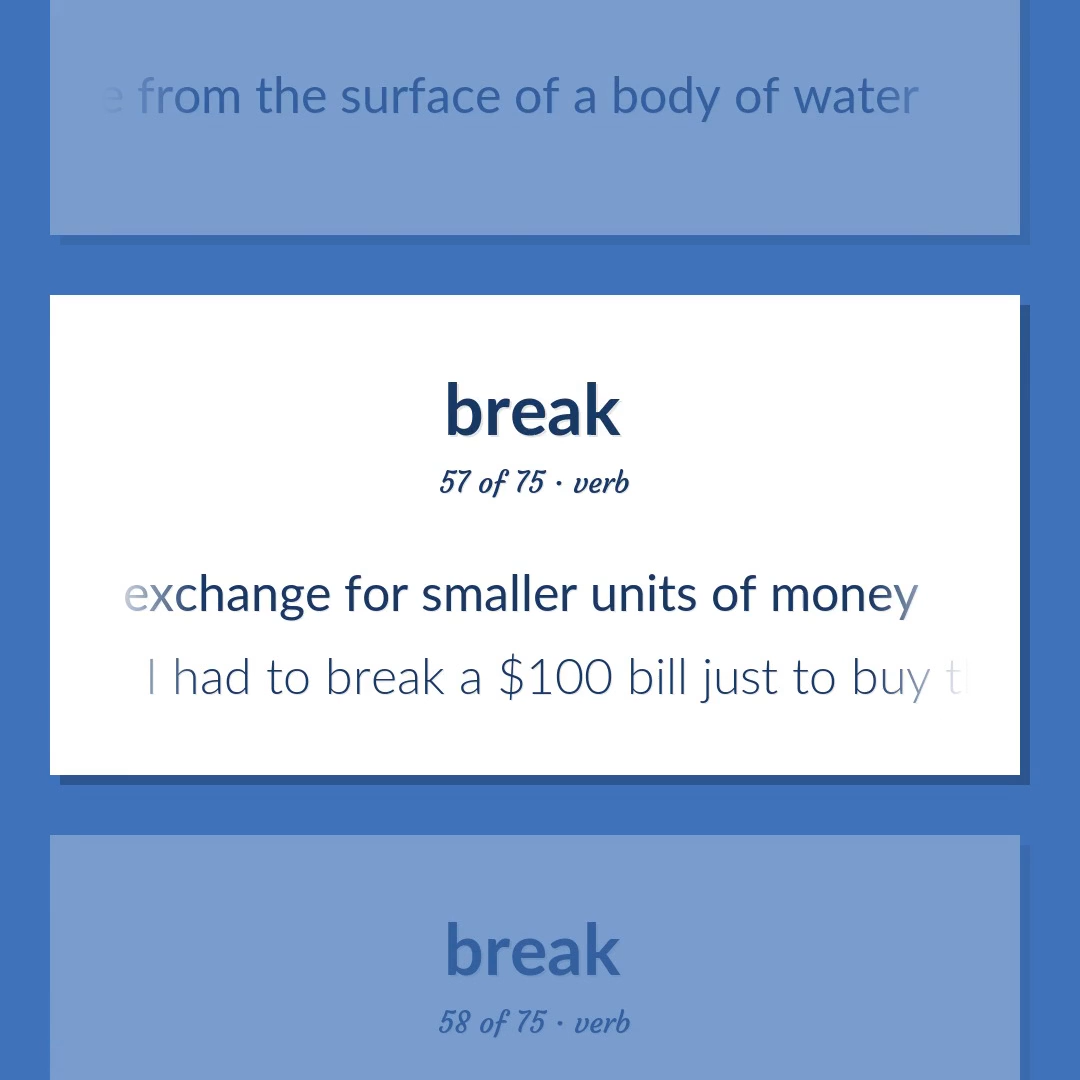 from the surface of a body of water
break
57 of 75 · verb
exchange for smaller units of money
I had to break a $100 bill just to buy
break
58 of 75 · verb